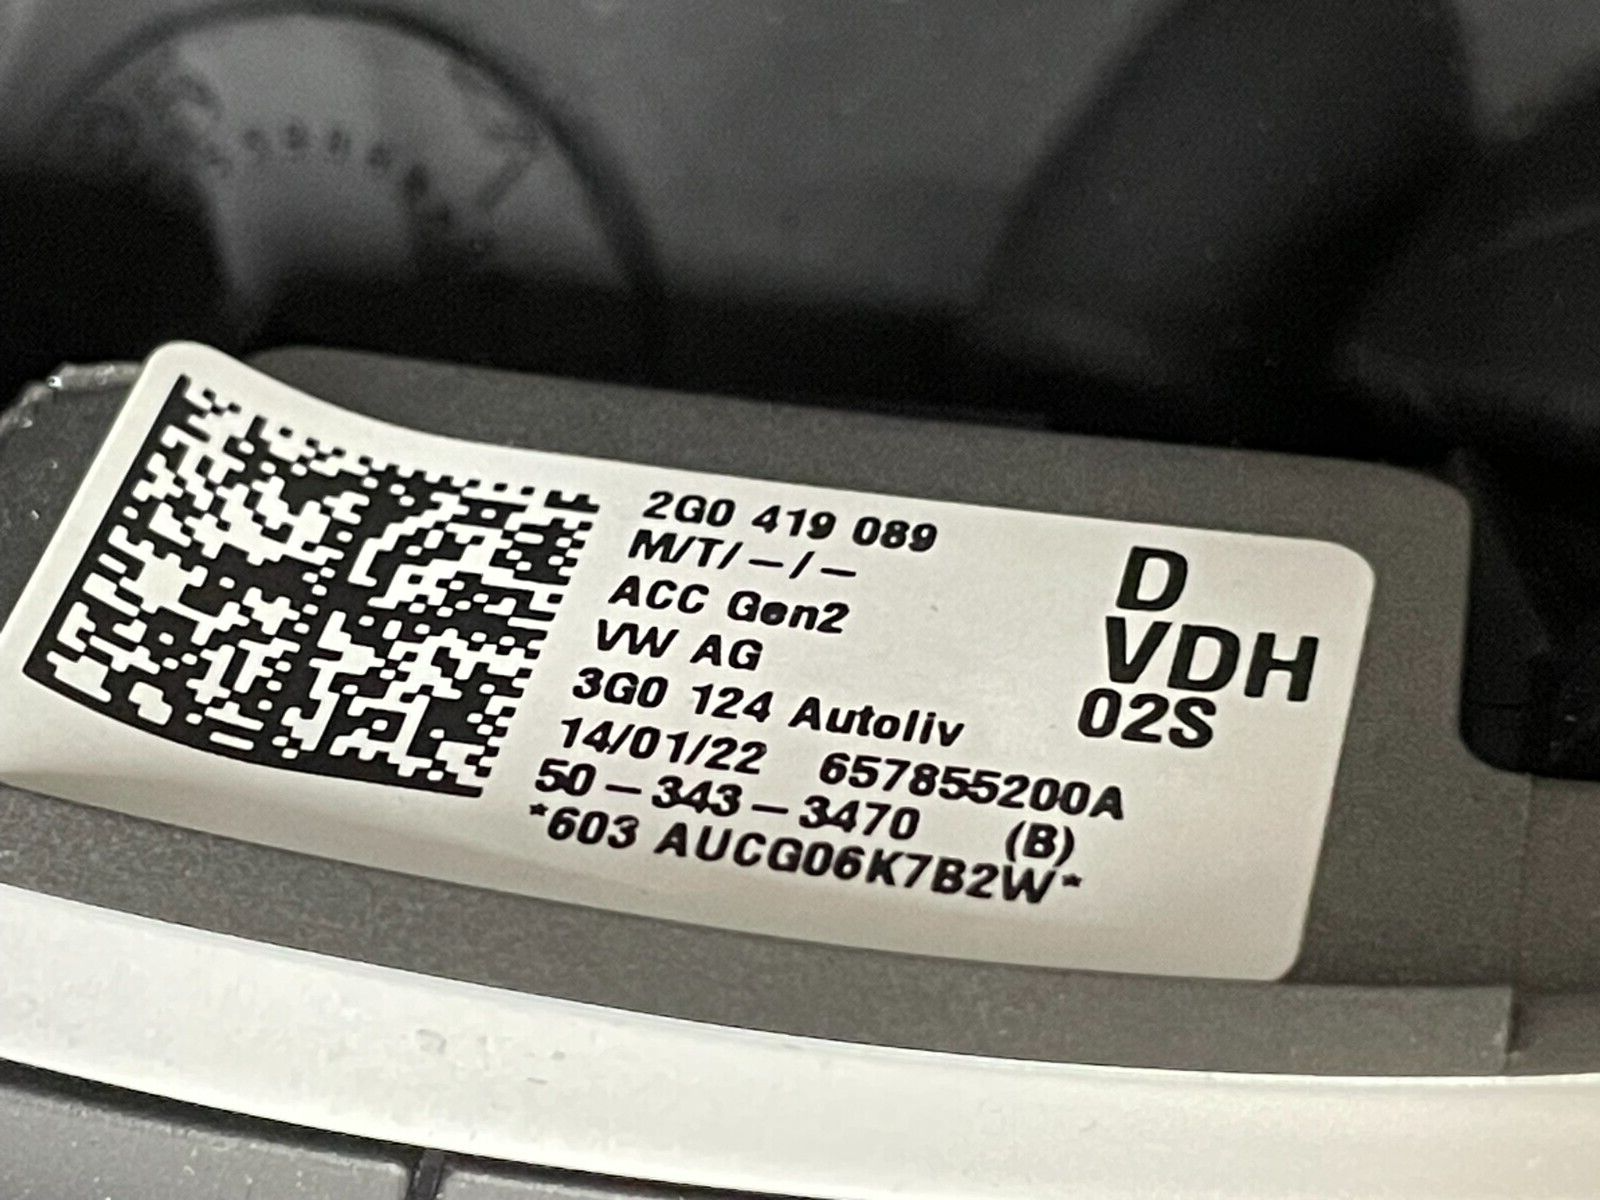 2G0 419 089 D
M/T/-/- VDH
ACC Gen2 02S
VW AG
3G0 124 Autoliv
14/01/22 657855200A
50-343-3470 (B)
*603 AUCG06K7B2W*